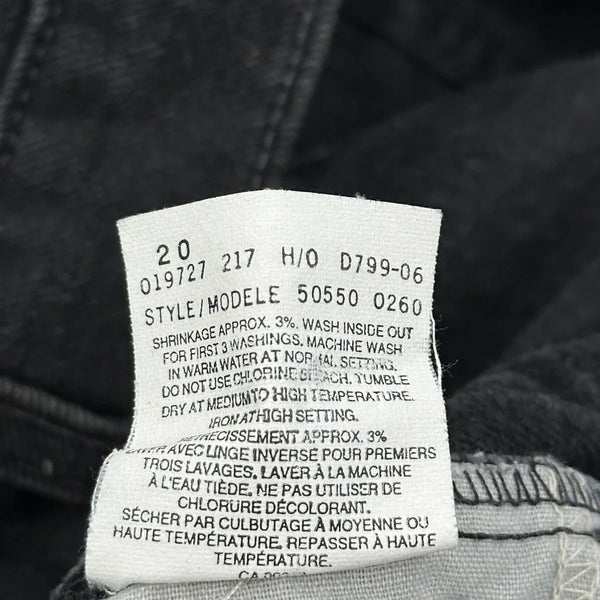 20
019727 217 H/O D799-06
STYLE/MODELE 50550 0260
SHRINKAGE APPROX. 3%. WASH INSIDE OUT
FOR FIRST 3 WASHINGS. MACHINE WASH
IN WARM WATER AT NORMAL SETTING.
DO NOT USE CHLORINE BLEACH. TUMBLE
DRY AT MEDIUM TO HIGH TEMPERATURE.
IRON AT HIGH SETTING.
APPROX. 3%
AVEC LINGE INVERSÉ POUR PREMIERS
TROIS LAVAGES. LAVER À LA MACHINE
À L'EAU TIÈDE. NE PAS UTILISER DE
CHLORURE DÉCOLORANT.
SÉCHER PAR CULBUTAGE À MOYENNE OU
HAUTE TEMPÉRATURE. REPASSER À HAUTE
TEMPÉRATURE.
CA